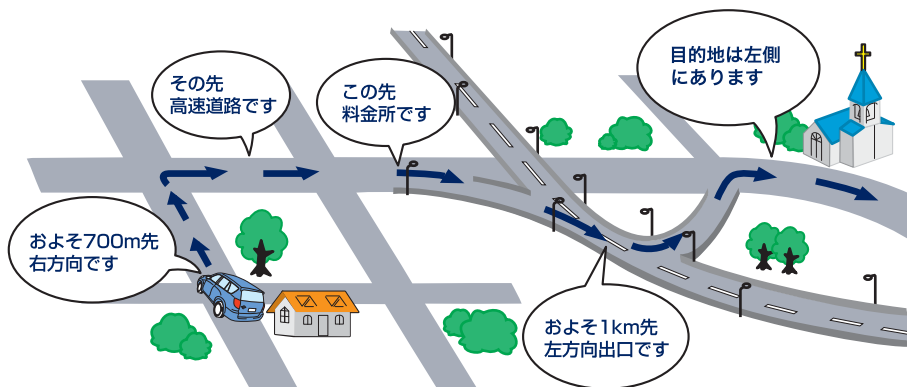 およそ700m先
右方向です
その先
高速道路です
この先
料金所です
およそ1km先
左方向出口です
目的地は左側
にあります